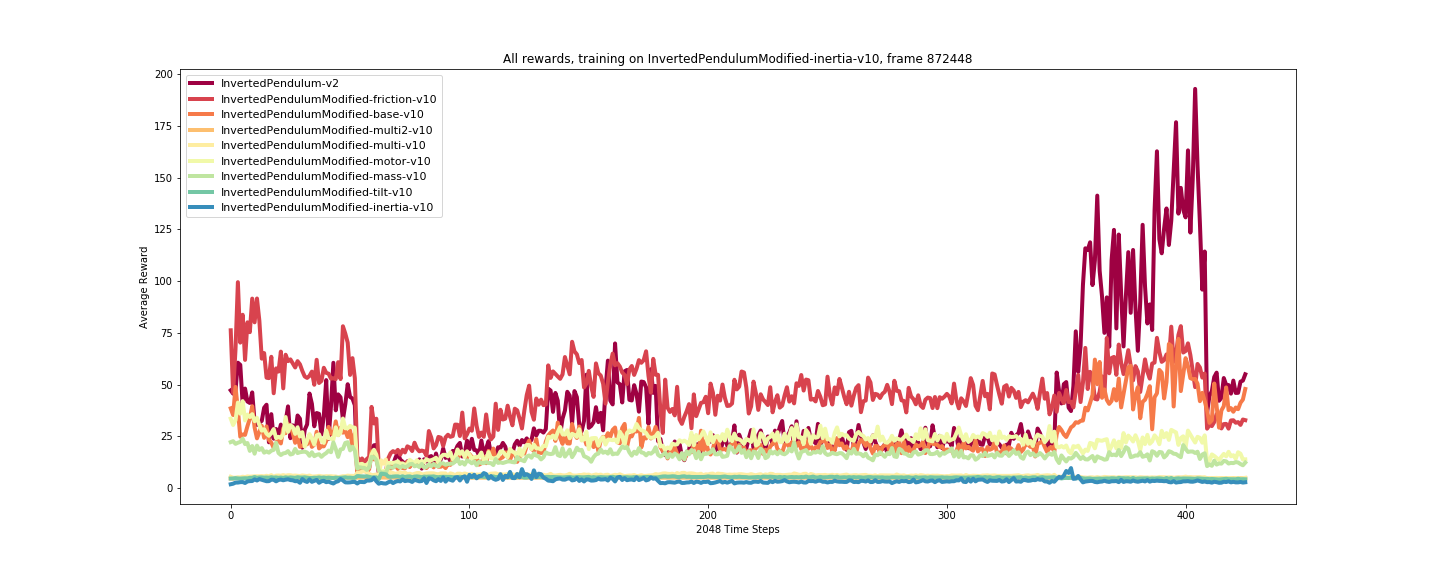 All rewards, training on InvertedPendulumModified-inertia-v10, frame 872448
200
175
150
125
100
75
50
25
0
Average Reward
InvertedPendulum-v2
InvertedPendulumModified-friction-v10
InvertedPendulumModified-base-v10
InvertedPendulumModified-multi2-v10
InvertedPendulumModified-multi-v10
InvertedPendulumModified-motor-v10
InvertedPendulumModified-mass-v10
InvertedPendulumModified-tilt-v10
InvertedPendulumModified-inertia-v10
0 100 200 300 400
2048 Time Steps